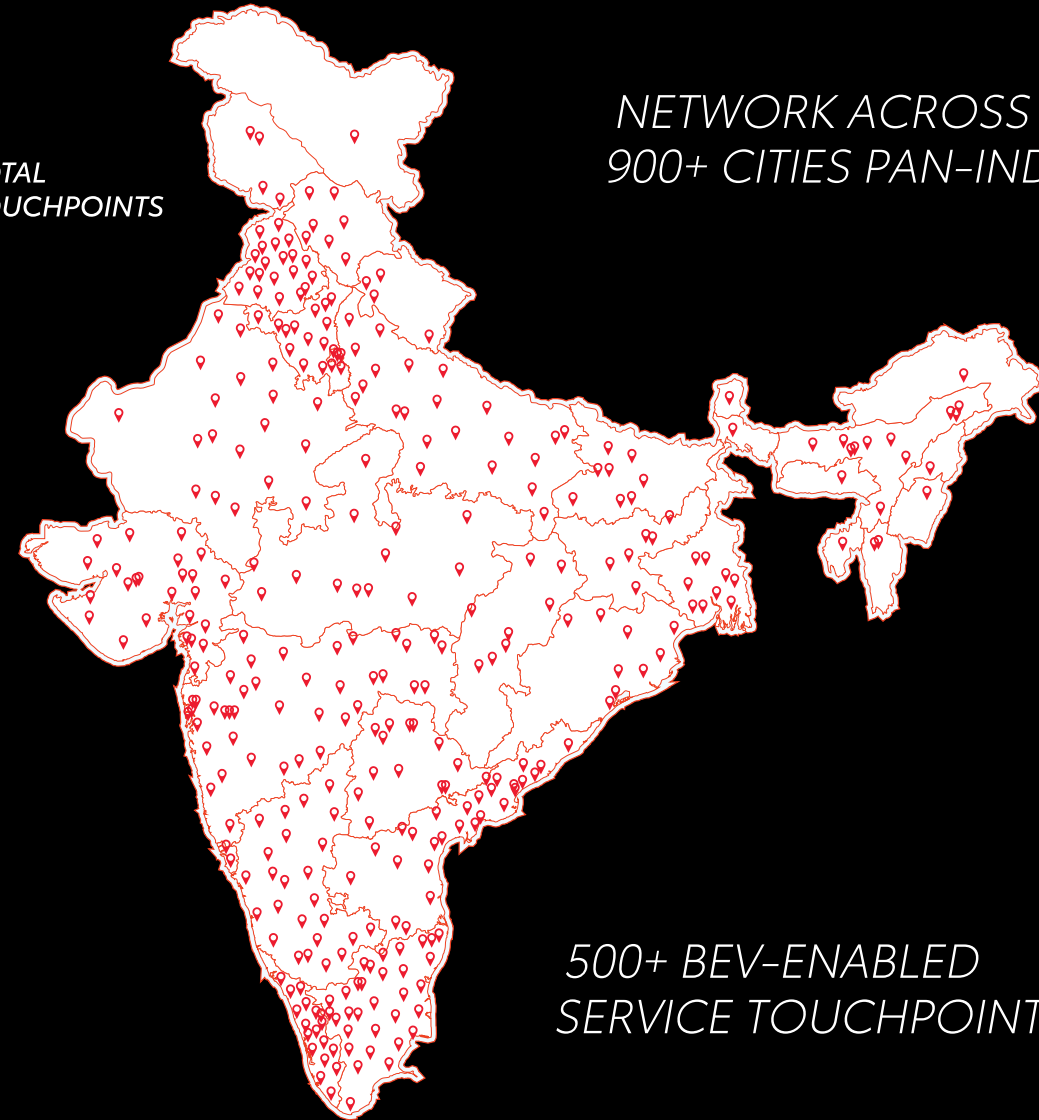 NETWORK ACROSS
900+ CITIES PAN-IND
TAL
UCHPOINTS
500+ BEV-ENABLED
SERVICE TOUCHPOINT